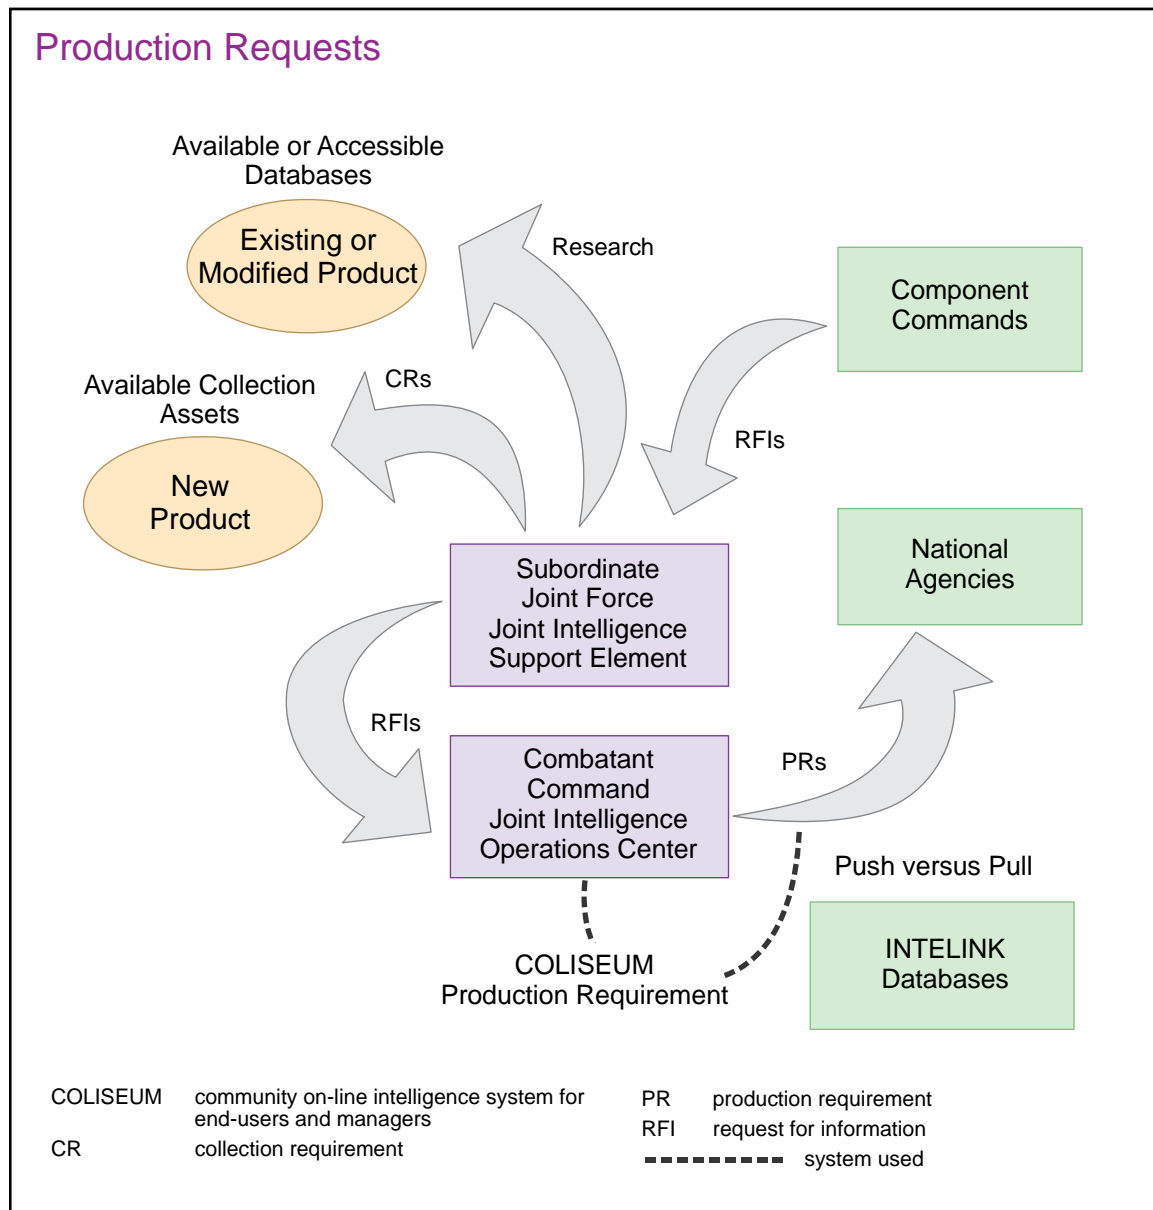 Production Requests
Available or Accessible
Databases
Existing or
Modified Product
Research
Component
Commands
Available Collection
Assets
CRs
RFIs
New
Product
National
Agencies
Subordinate
Joint Force
Joint Intelligence
Support Element
RFIs
Combatant
Command
Joint Intelligence
Operations Center
PRs
Push versus Pull
INTELINK
Databases
COLISEUM
Production Requirement
COLISEUM community on-line intelligence system for
end-users and managers
CR collection requirement
PR production requirement
RFI request for information
system used